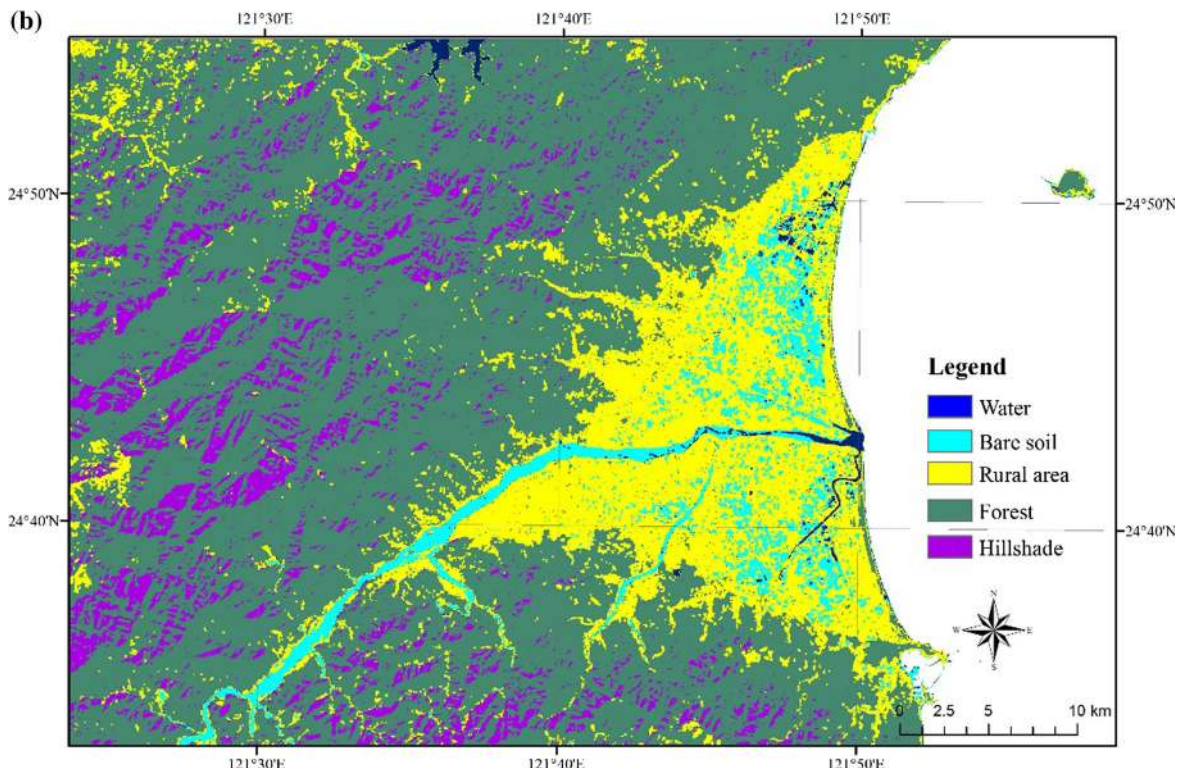 (b)
121°30'E 121°40'E 121°50'E
24°50'N 24°50'N
Legend
Water
Bare soil
Rural area
Forest
Hillshade
24°40'N 24°40'N
N
W E
S
0 2.5 5 10 km
121°30'E 121°40'E 121°50'E